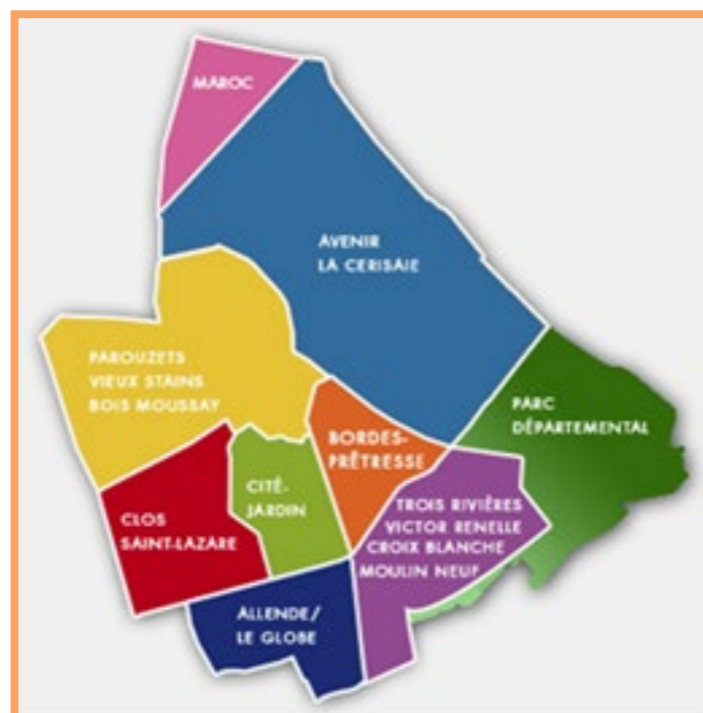 MAROC
AVENIR
LA CERISAIE
PAROUZETS
VIEUX STAINS
BOIS MOUSSAY
PARC
DÉPARTEMENTAL
BORDES-
PRÊTRESSE
CITÉ-
JARDIN
TROIS RIVIÈRES
VICTOR RENELLE
CROIX BLANCHE
MOULIN NEUF
CLOS
SAINT-LAZARE
ALLENDE/
LE GLOBE